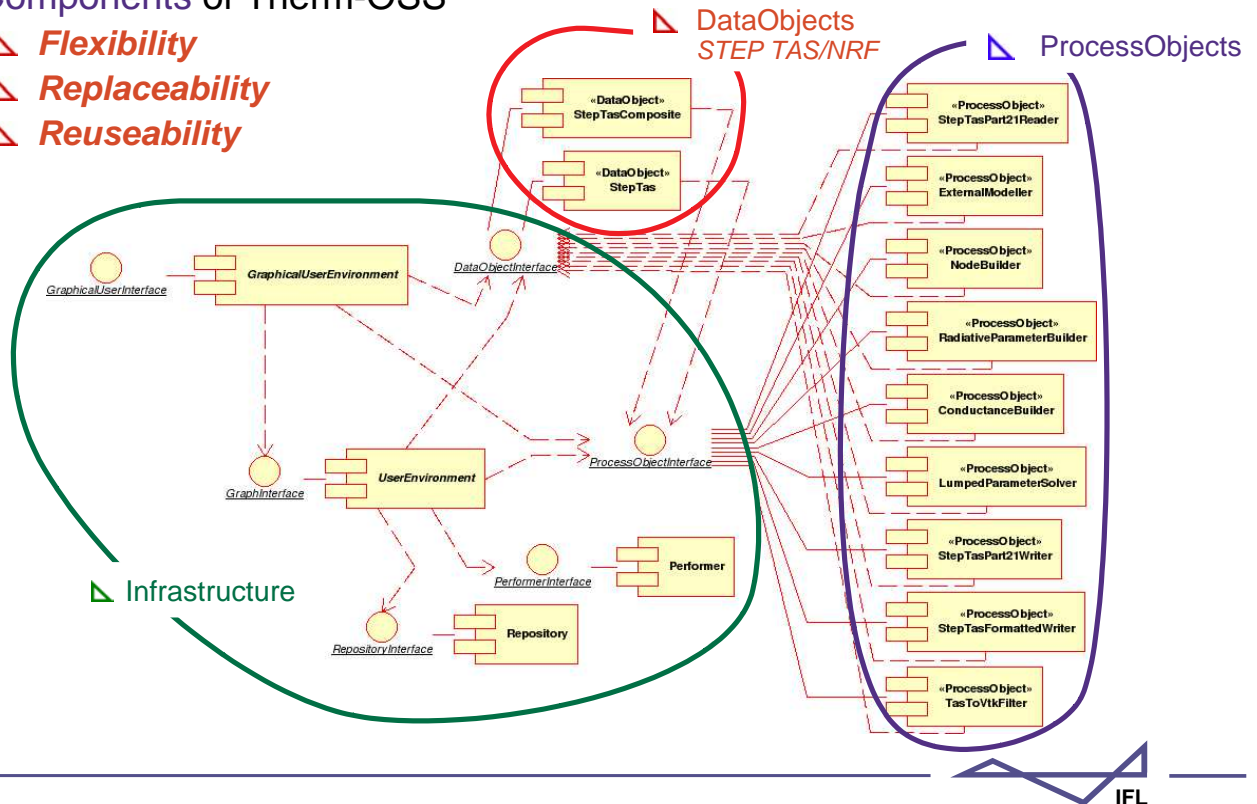 Components of Therm-OSS
Flexibility
Replaceability
Reuseability
DataObjects
STEP TAS/NRF
ProcessObjects
«DataObject»
StepTasComposite
«DataObject»
StepTas
DataObjectInterface
GraphicalUserInterface
GraphicalUserEnvironment
GraphInterface
UserEnvironment
ProcessObjectInterface
PerformerInterface
Performer
RepositoryInterface
Repository
Infrastructure
«ProcessObject»
StepTasPart21Reader
«ProcessObject»
ExternalModeller
«ProcessObject»
NodeBuilder
«ProcessObject»
RadiativeParameterBuilder
«ProcessObject»
ConductanceBuilder
«ProcessObject»
LumpedParameterSolver
«ProcessObject»
StepTasPart21Writer
«ProcessObject»
StepTasFormattedWriter
«ProcessObject»
TasToVtkFilter
IFL